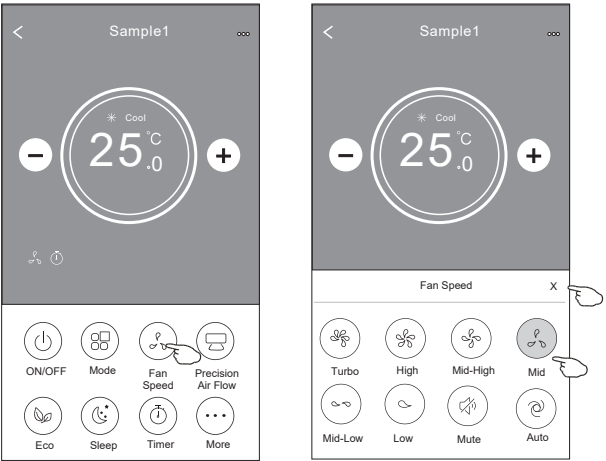 Sample1
Cool
25.0°C
ON/OFF
Mode
Fan
Speed
Precision
Air Flow
Eco
Sleep
Timer
More
Sample1
Cool
25.0°C
Fan Speed X
Turbo
High
Mid-High
Mid
Mid-Low
Low
Mute
Auto